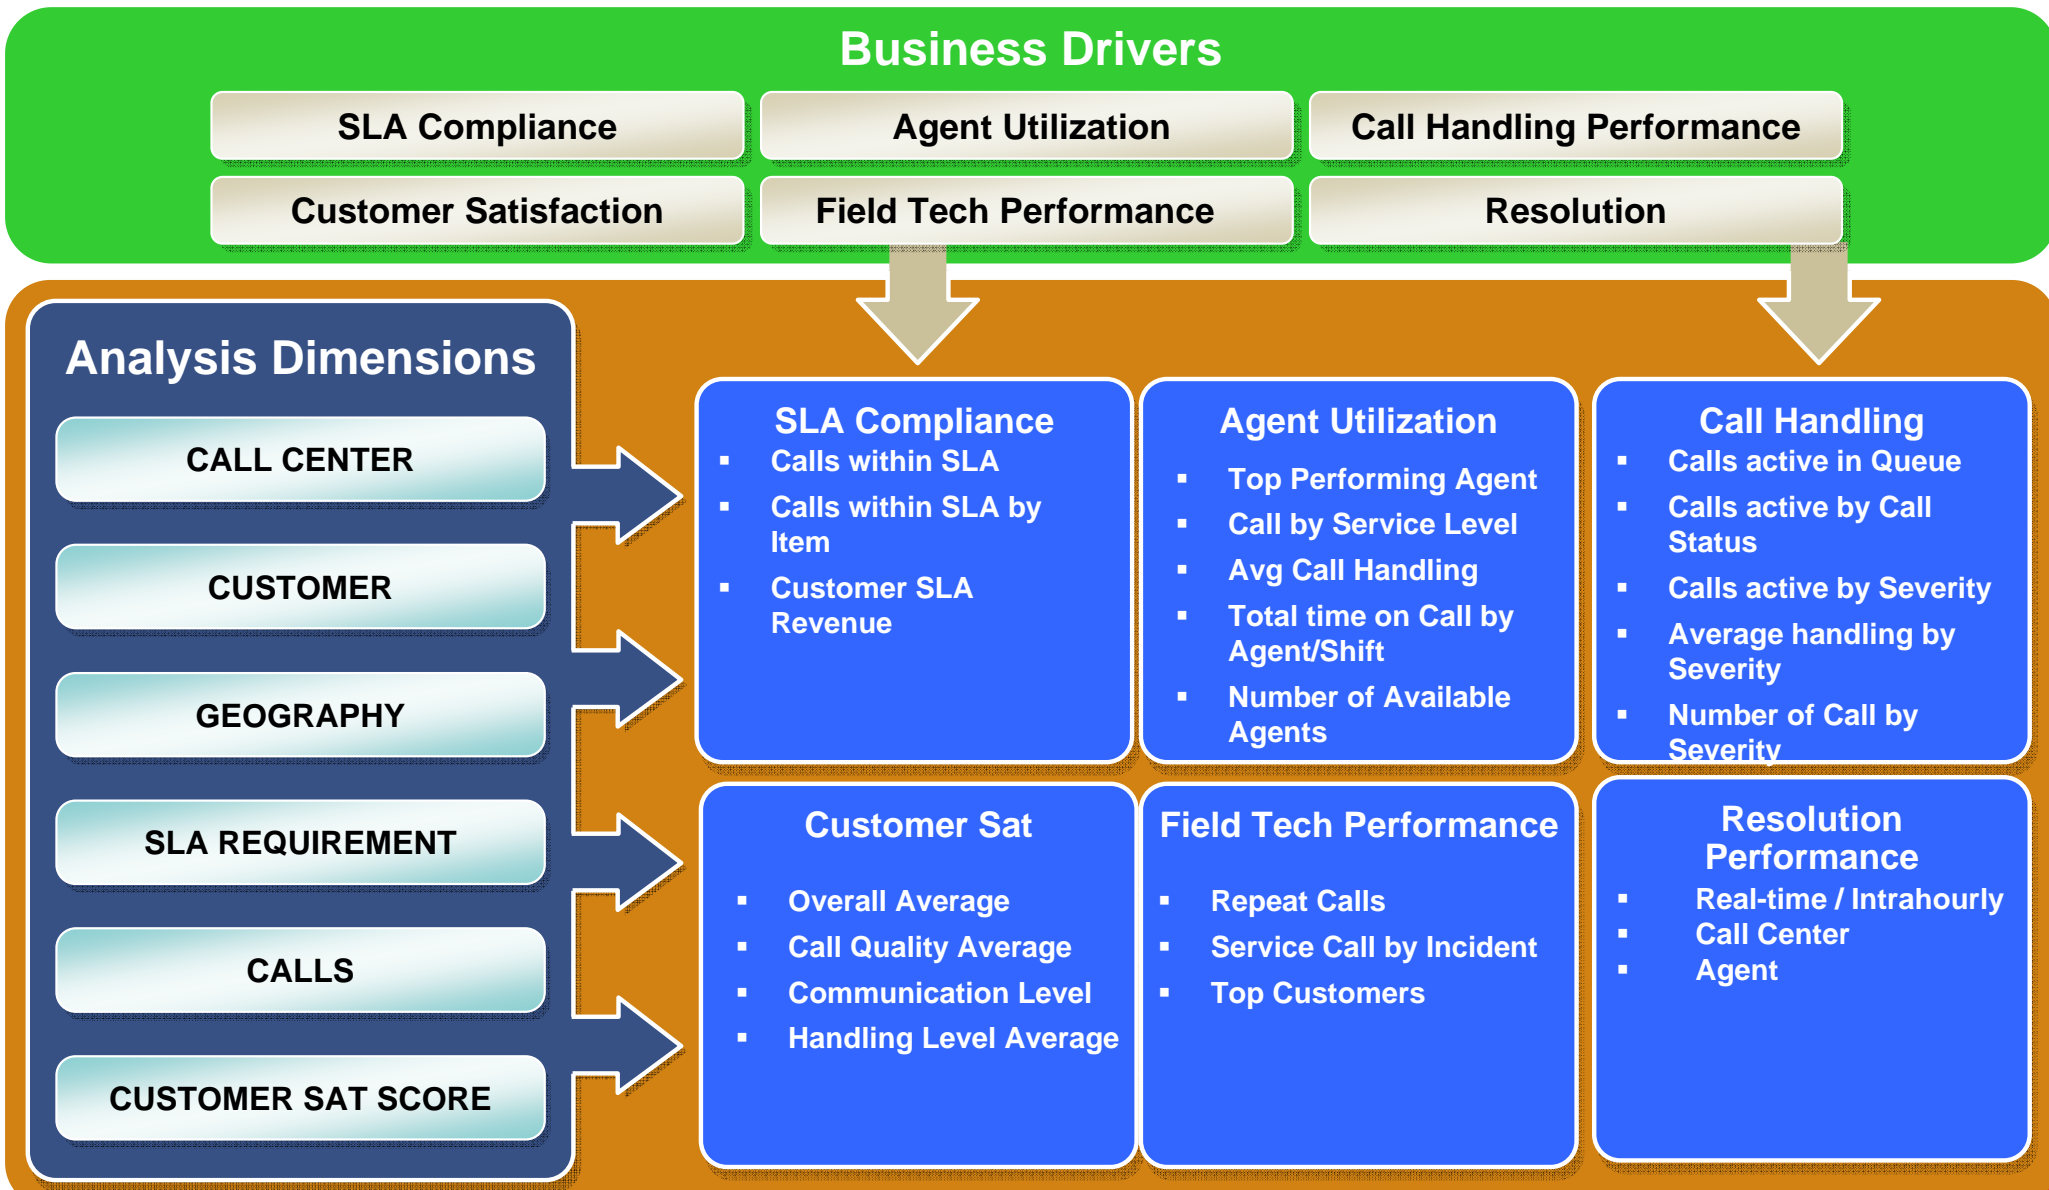 Business Drivers
SLA Compliance
Agent Utilization
Call Handling Performance
Customer Satisfaction
Field Tech Performance
Resolution
Analysis Dimensions
CALL CENTER
CUSTOMER
GEOGRAPHY
SLA REQUIREMENT
CALLS
CUSTOMER SAT SCORE
SLA Compliance
▪ Calls within SLA
▪ Calls within SLA by
Item
▪ Customer SLA
Revenue
Agent Utilization
▪ Top Performing Agent
▪ Call by Service Level
▪ Avg Call Handling
▪ Total time on Call by
Agent/Shift
▪ Number of Available
Agents
Call Handling
▪ Calls active in Queue
▪ Calls active by Call
Status
▪ Calls active by Severity
▪ Average handling by
Severity
▪ Number of Call by
Severity
Customer Sat
▪ Overall Average
▪ Call Quality Average
▪ Communication Level
▪ Handling Level Average
Field Tech Performance
▪ Repeat Calls
▪ Service Call by Incident
▪ Top Customers
Resolution
Performance
▪ Real-time / Intrahourly
▪ Call Center
▪ Agent